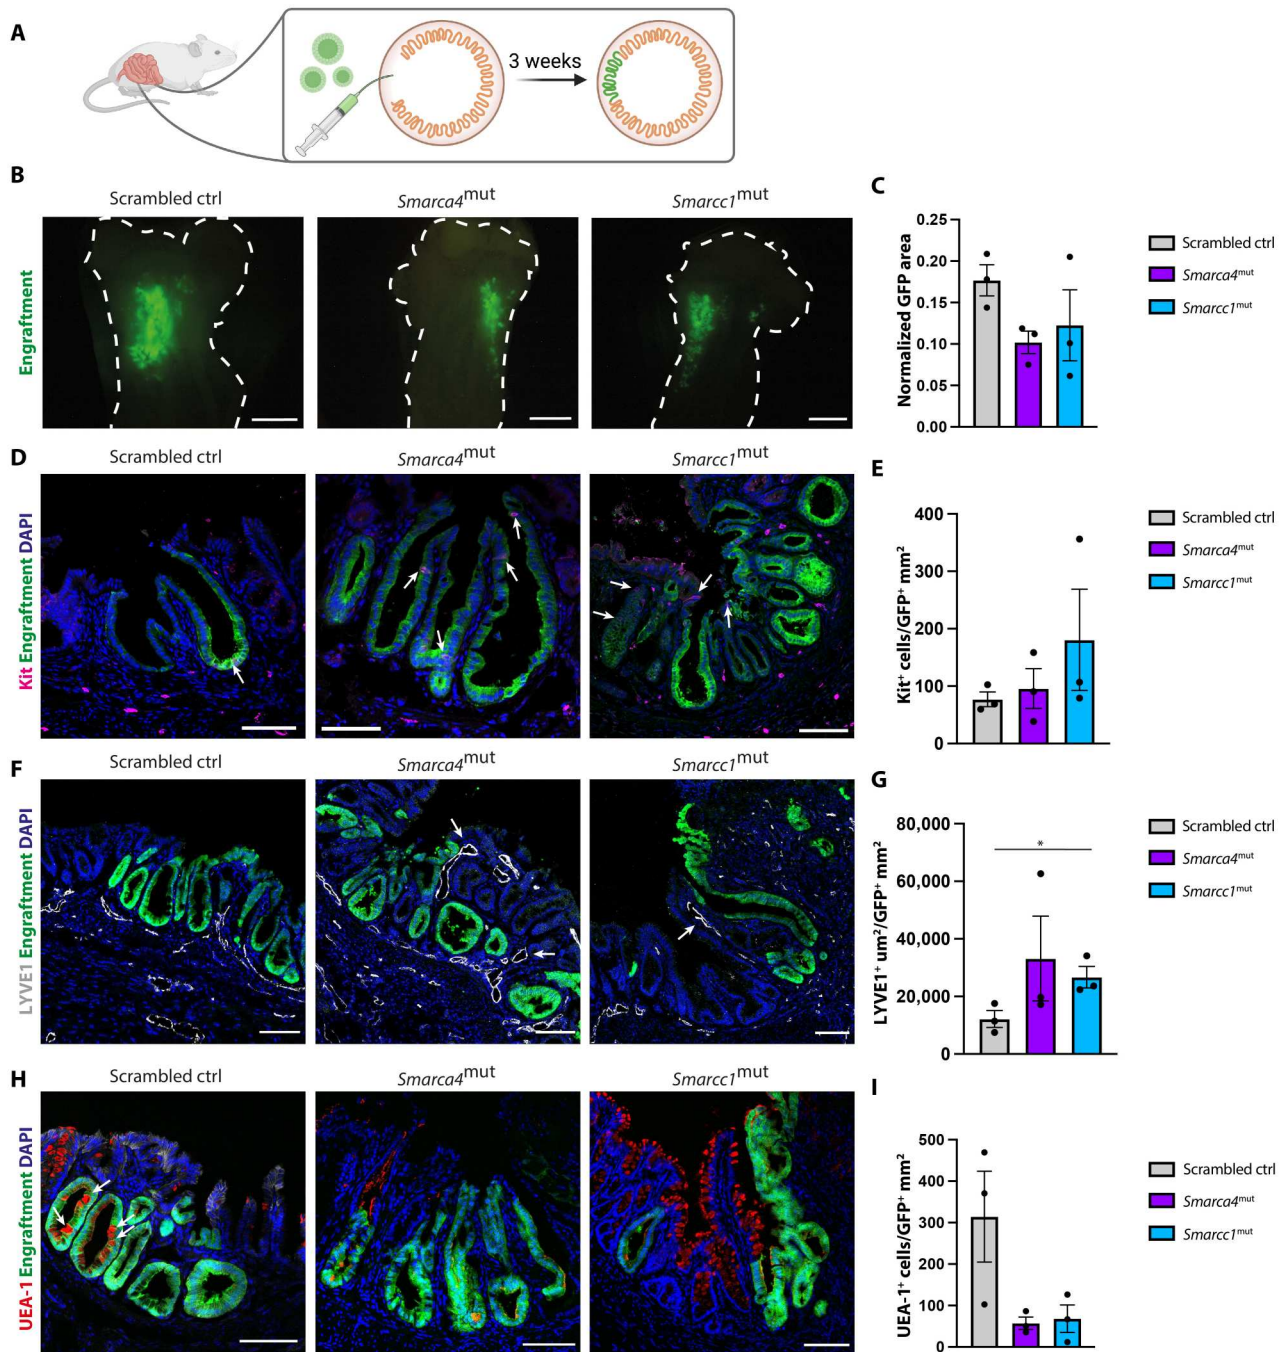 A
3 weeks
B
Scrambled ctrl
Smarca4mut
Smarcc1mut
Engraftment
C
Normalized GFP area
0.25
0.20
0.15
0.10
0.05
0.00
Scrambled ctrl
Smarca4mut
Smarcc1mut
D
Scrambled ctrl
Smarca4mut
Smarcc1mut
Kit Engraftment DAPI
E
Kit+ cells/GFP+ mm2
400
300
200
100
0
Scrambled ctrl
Smarca4mut
Smarcc1mut
F
Scrambled ctrl
Smarca4mut
Smarcc1mut
LYVE1 Engraftment DAPI
G
LYVE1+ um2/GFP+ mm2
80,000
60,000
40,000
20,000
0
*
Scrambled ctrl
Smarca4mut
Smarcc1mut
H
Scrambled ctrl
Smarca4mut
Smarcc1mut
UEA-1 Engraftment DAPI
I
UEA-1+ cells/GFP+ mm2
500
400
300
200
100
0
Scrambled ctrl
Smarca4mut
Smarcc1mut